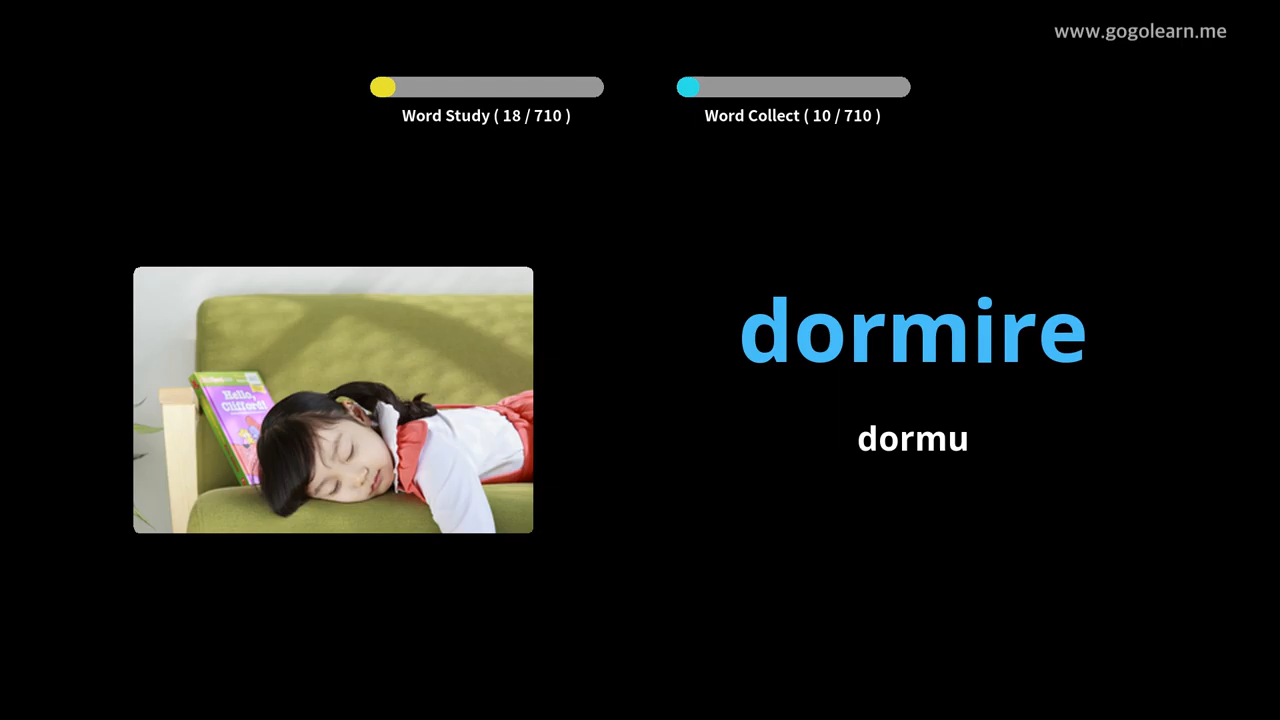 www.gogolearn.me
Word Study ( 18 / 710 )
Word Collect ( 10 / 710 )
Hello,
Clifford!
dormire
dormu